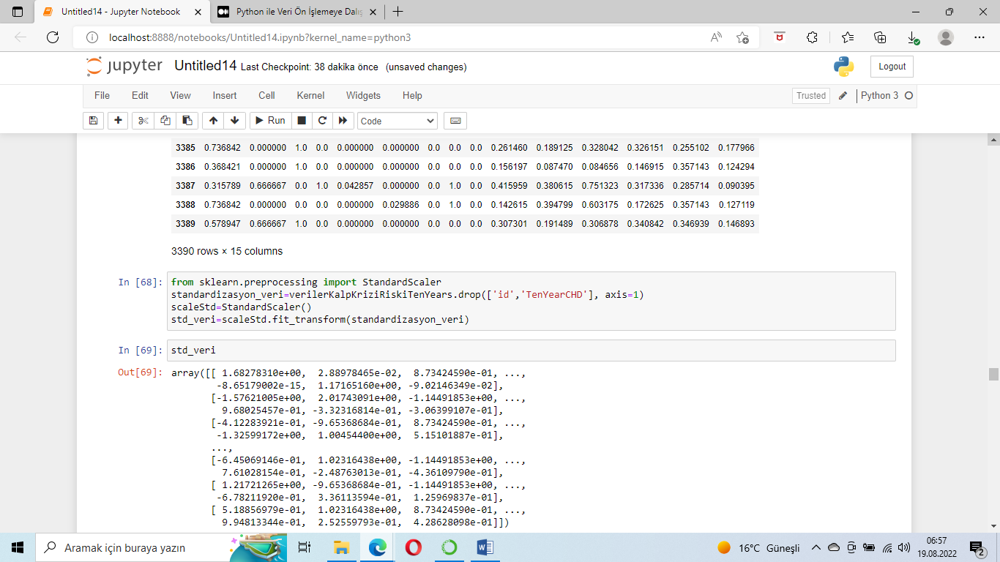 Untitled14 - Jupyter Notebook
Python ile Veri Ön İşlemeye Dalış
localhost:8888/notebooks/Untitled14.ipynb?kernel_name=python3
jupyter Untitled14 Last Checkpoint: 38 dakika önce (unsaved changes)
Logout
File Edit View Insert Cell Kernel Widgets Help
Trusted Python 3
Run Code
3385 0.736842 0.000000 1.0 0.0 0.000000 0.000000 0.0 0.0 0.0 0.261460 0.189125 0.328042 0.326151 0.255102 0.177966
3386 0.368421 0.000000 1.0 0.0 0.000000 0.000000 0.0 0.0 0.0 0.156197 0.087470 0.084656 0.146915 0.357143 0.124294
3387 0.315789 0.666667 0.0 1.0 0.042857 0.000000 0.0 1.0 0.0 0.415959 0.380615 0.751323 0.317336 0.285714 0.090395
3388 0.736842 0.000000 0.0 0.0 0.000000 0.029886 0.0 1.0 0.0 0.142615 0.394799 0.603175 0.172625 0.357143 0.127119
3389 0.578947 0.666667 1.0 0.0 0.000000 0.000000 0.0 0.0 0.0 0.307301 0.191489 0.306878 0.340842 0.346939 0.146893
3390 rows × 15 columns
In [68]: from sklearn.preprocessing import StandardScaler
standardizasyon_veri=verilerKalpKriziRiskiTenYears.drop(['id','TenYearCHD'], axis=1)
scaleStd=StandardScaler()
std_veri=scaleStd.fit_transform(standardizasyon_veri)
In [69]: std_veri
Out[69]: array([[ 1.68278310e+00, 2.88978465e-02, 8.73424590e-01, ...,
-8.65179002e-15, 1.17165160e+00, -9.02146349e-02],
[-1.57621005e+00, 2.01743091e+00, -1.14491853e+00, ...,
9.68025457e-01, -3.32316814e-01, -3.06399107e-01],
[-4.12283921e-01, -9.65368684e-01, 8.73424590e-01, ...,
-1.32599172e+00, 1.00454400e+00, 5.15101887e-01],
...,
[-6.45069146e-01, 1.02316438e+00, -1.14491853e+00, ...,
7.61028154e-01, -2.48763013e-01, -4.36109790e-01],
[ 1.21721265e+00, -9.65368684e-01, -1.14491853e+00, ...,
-6.78211920e-01, 3.36113594e-01, 1.25969837e-01],
[ 5.18856979e-01, 1.02316438e+00, 8.73424590e-01, ...,
9.94813344e-01, 2.52559793e-01, 4.28628098e-01]])
Aramak için buraya yazın
16°C Güneşli
06:57
19.08.2022
2